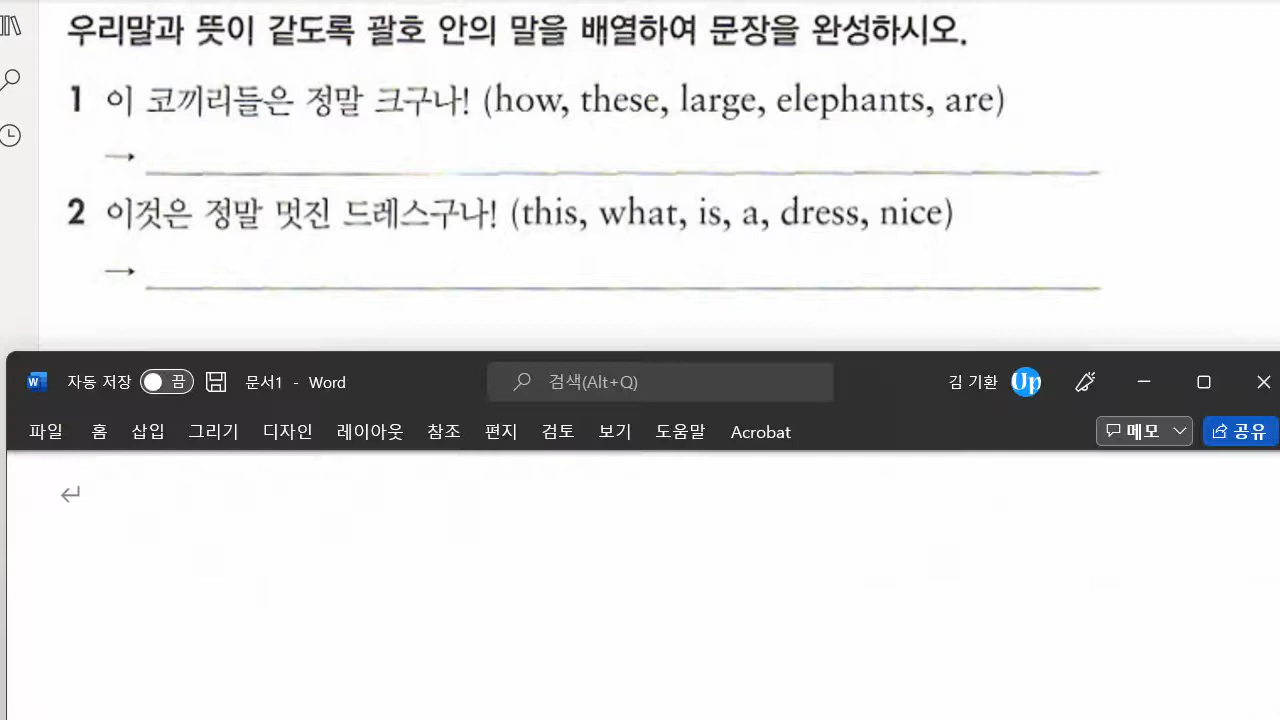 우리말과 뜻이 같도록 괄호 안의 말을 배열하여 문장을 완성하시오.
1 이 코끼리들은 정말 크구나! (how, these, large, elephants, are)
→
2 이것은 정말 멋진 드레스구나! (this, what, is, a, dress, nice)
→
자동 저장 끔 문서1 - Word 검색(Alt+Q) 김 기환 Up
파일 홈 삽입 그리기 디자인 레이아웃 참조 편지 검토 보기 도움말 Acrobat 메모 공유